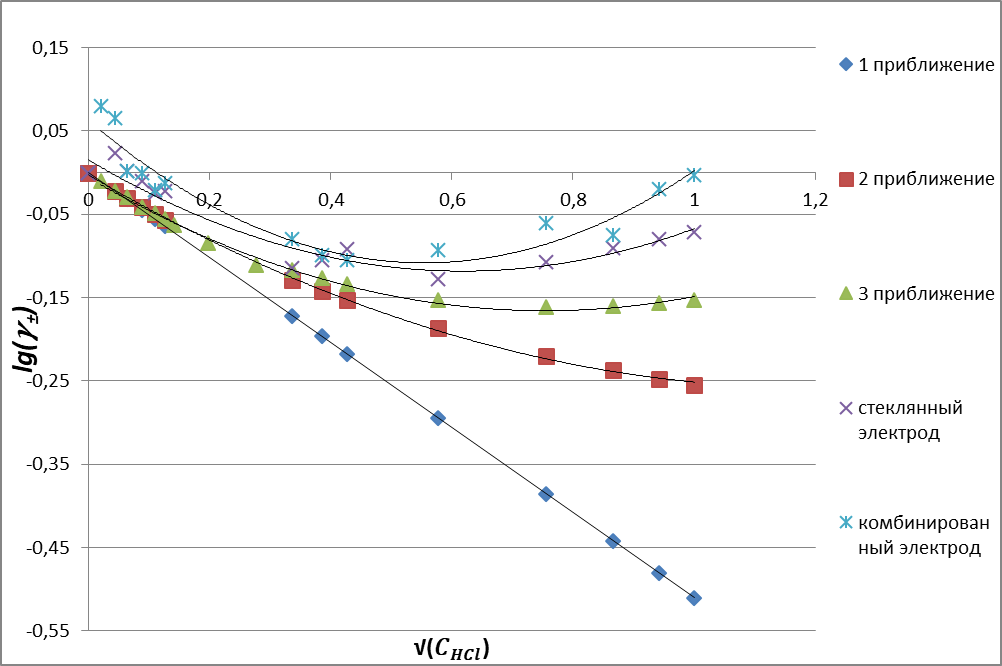 0,15
0,05
-0,05
-0,15
-0,25
-0,35
-0,45
-0,55
0 0,2 0,4 0,6 0,8 1 1,2
lg(γ±)
√(C_HCl)
1 приближение
2 приближение
3 приближение
стеклянный
электрод
комбинирован
ный электрод